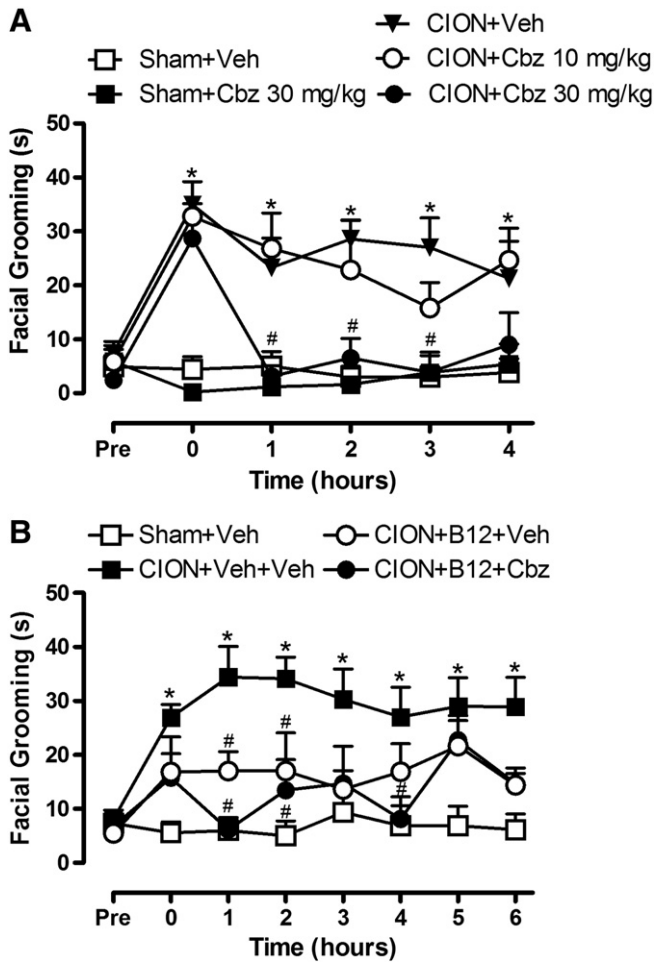 A
CION+Veh
Sham+Veh
CION+Cbz 10 mg/kg
Sham+Cbz 30 mg/kg
CION+Cbz 30 mg/kg
Facial Grooming (s)
50
40
30
20
10
0
* * * * *
# # #
Pre 0 1 2 3 4
Time (hours)
B
Sham+Veh
CION+B12+Veh
CION+Veh+Veh
CION+B12+Cbz
Facial Grooming (s)
50
40
30
20
10
0
* * * * * * *
# #
# # #
Pre 0 1 2 3 4 5 6
Time (hours)